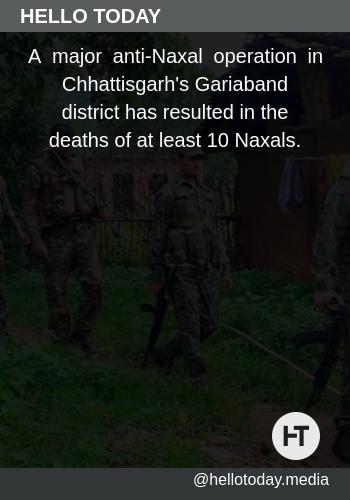 HELLO TODAY
A major anti-Naxal operation in
Chhattisgarh's Gariaband
district has resulted in the
deaths of at least 10 Naxals.
HT
@hellotoday.media